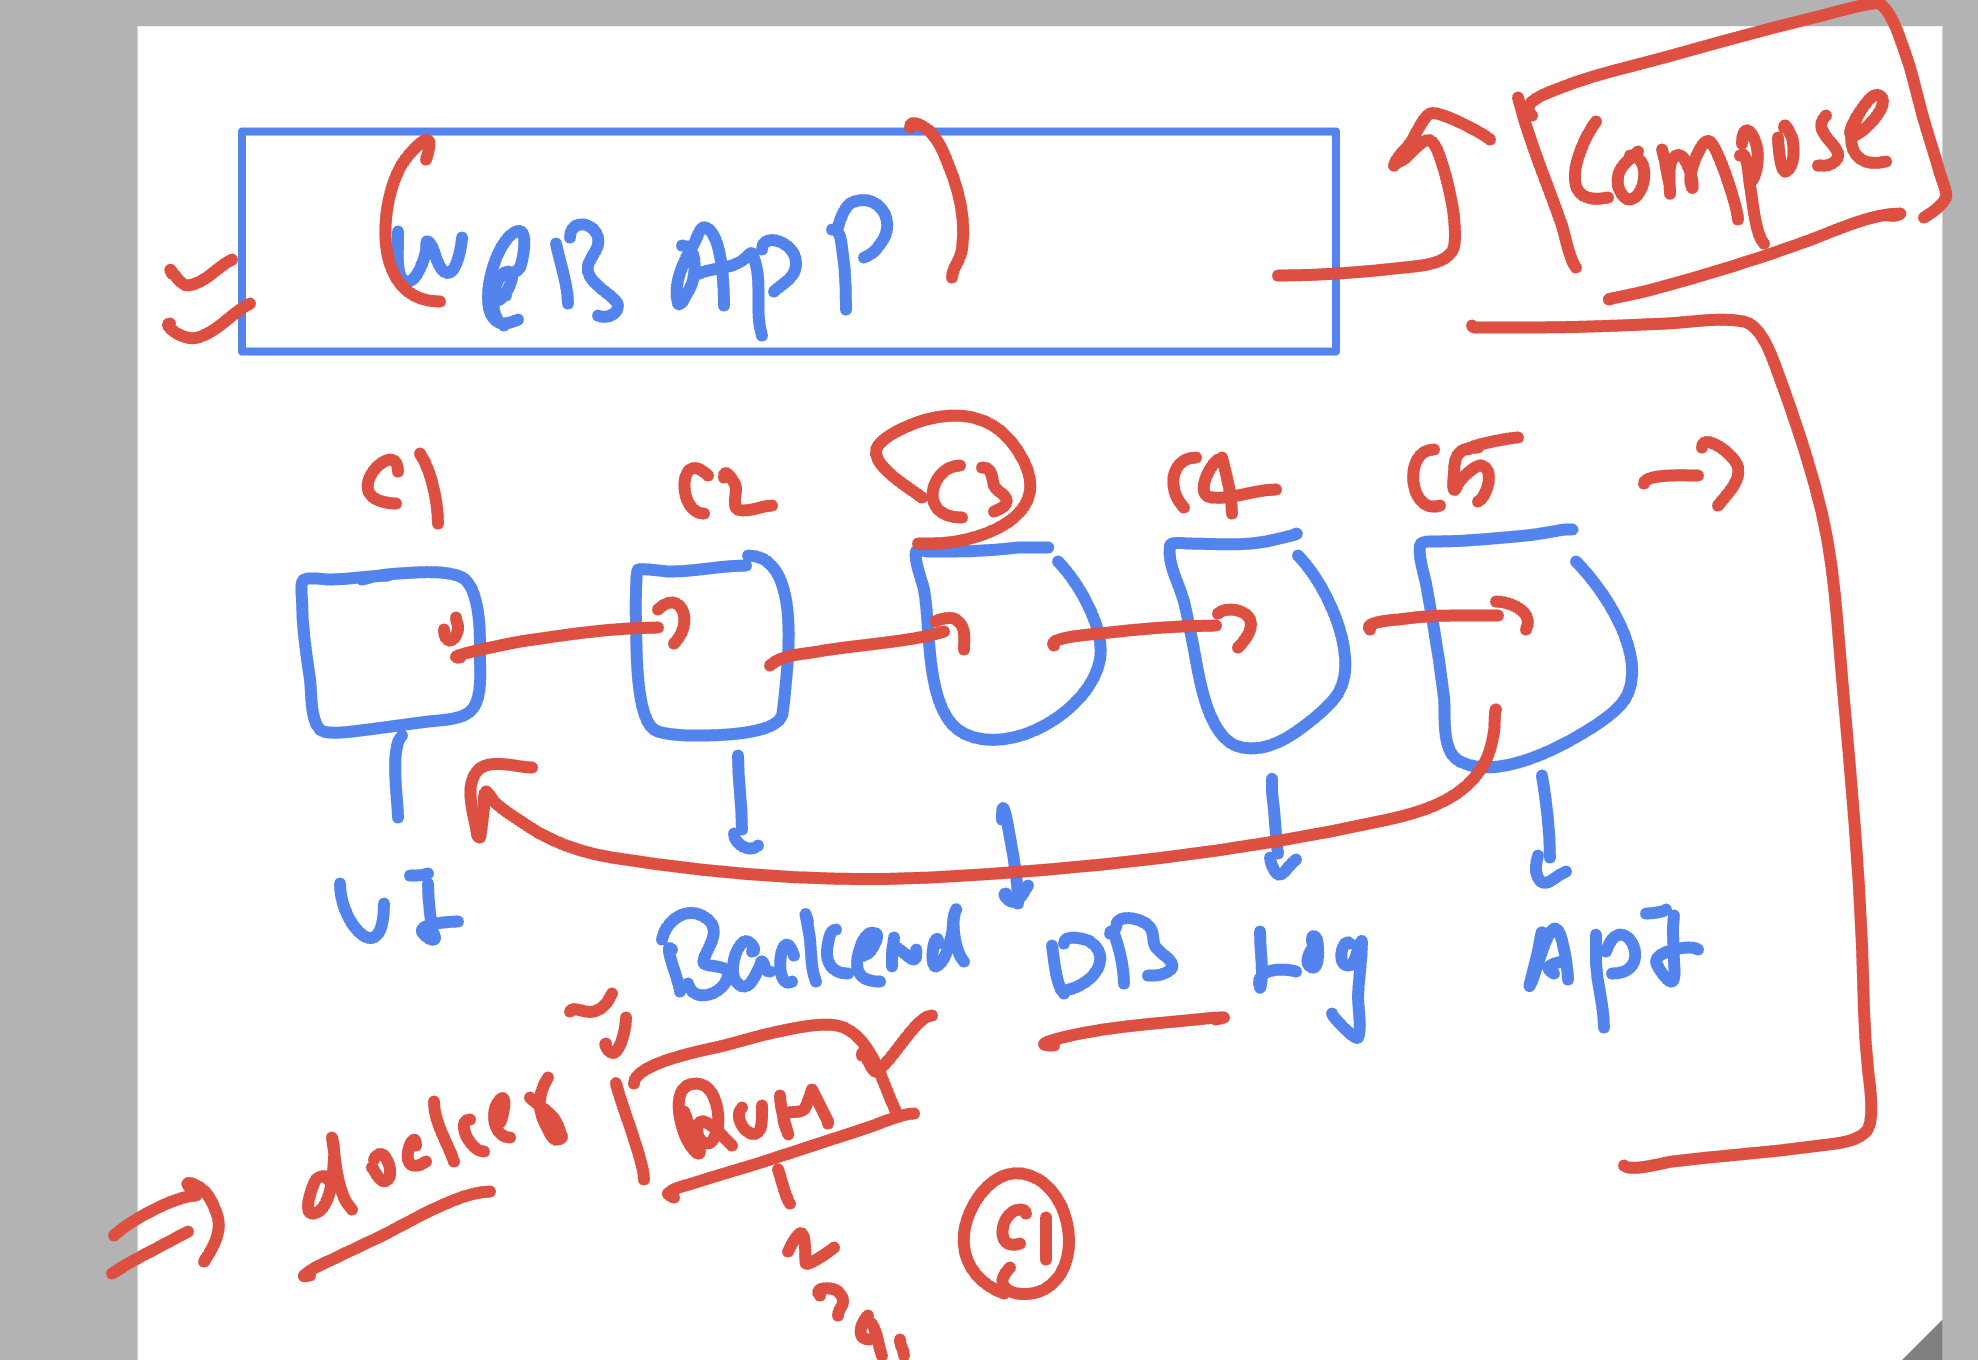 Compose
WEB APP
C1 C2 C3 C4 C5
UI Backend DB Log API
docker RUN
C1